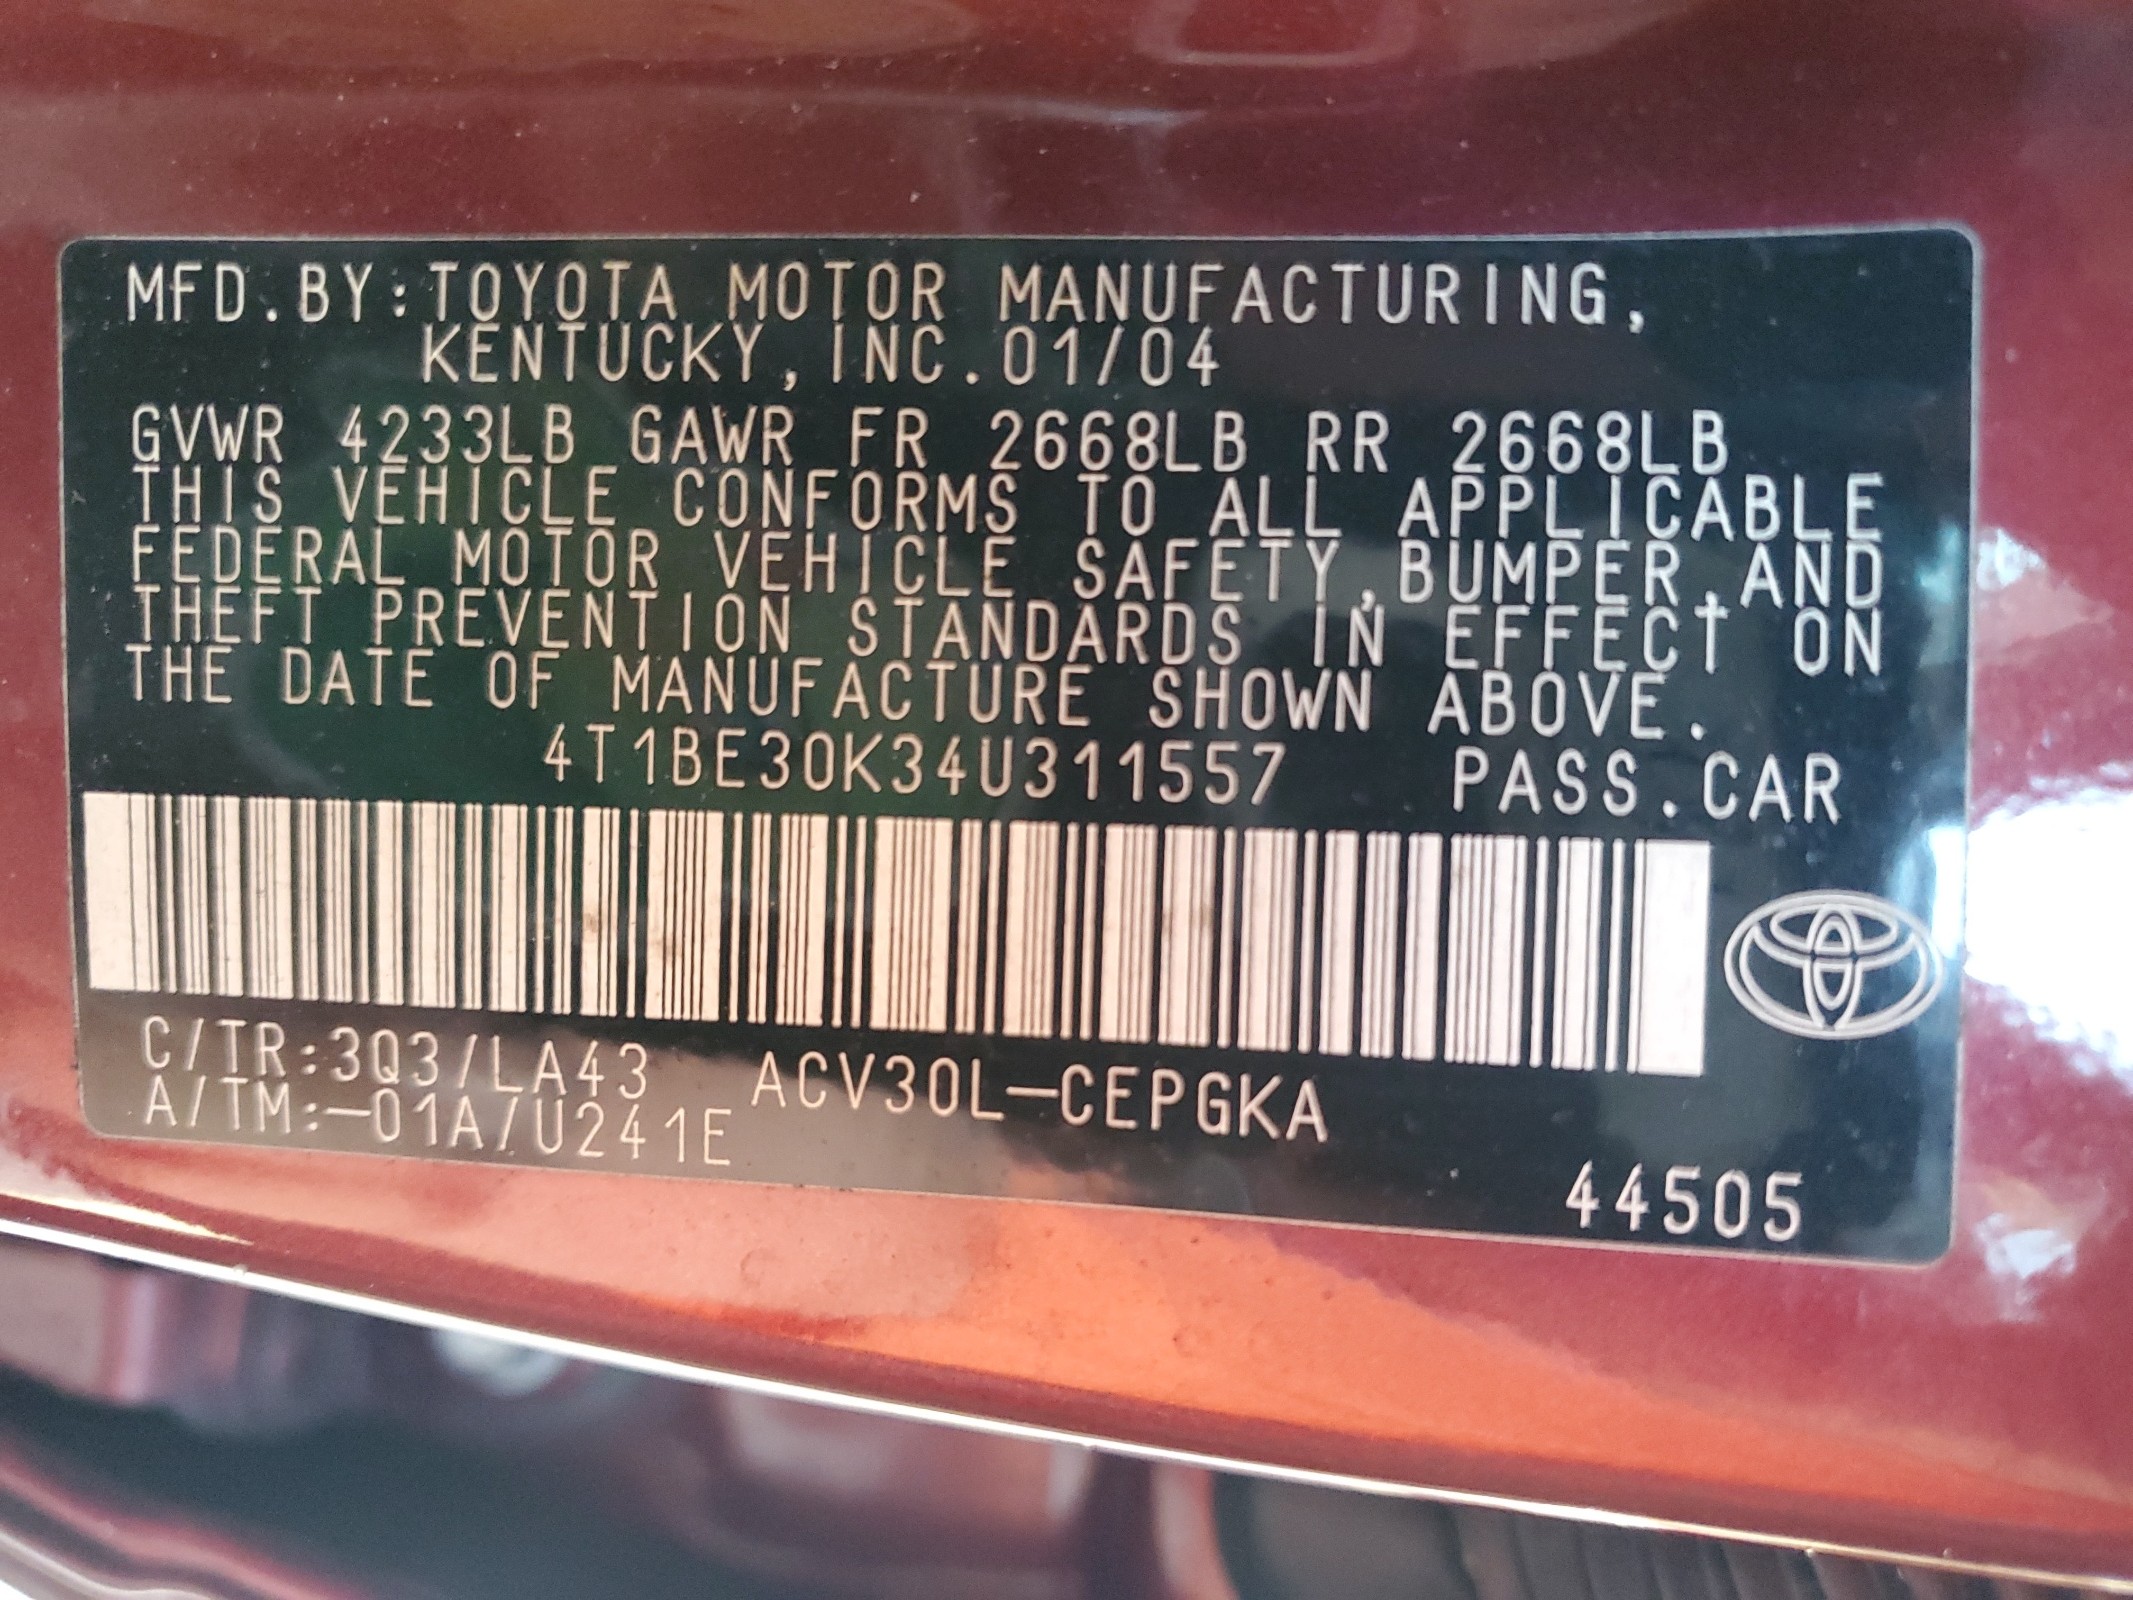 MFD.BY:TOYOTA MOTOR MANUFACTURING,
KENTUCKY,INC.01/04
GVWR 4233LB GAWR FR 2668LB RR 2668LB
THIS VEHICLE CONFORMS TO ALL APPLICABLE
FEDERAL MOTOR VEHICLE SAFETY,BUMPER,AND
THEFT PREVENTION STANDARDS IN EFFECT ON
THE DATE OF MANUFACTURE SHOWN ABOVE.
4T1BE30K34U311557 PASS.CAR
C/TR:3Q3/LA43 ACV30L-CEPGKA
A/TM:-01A/U241E
44505